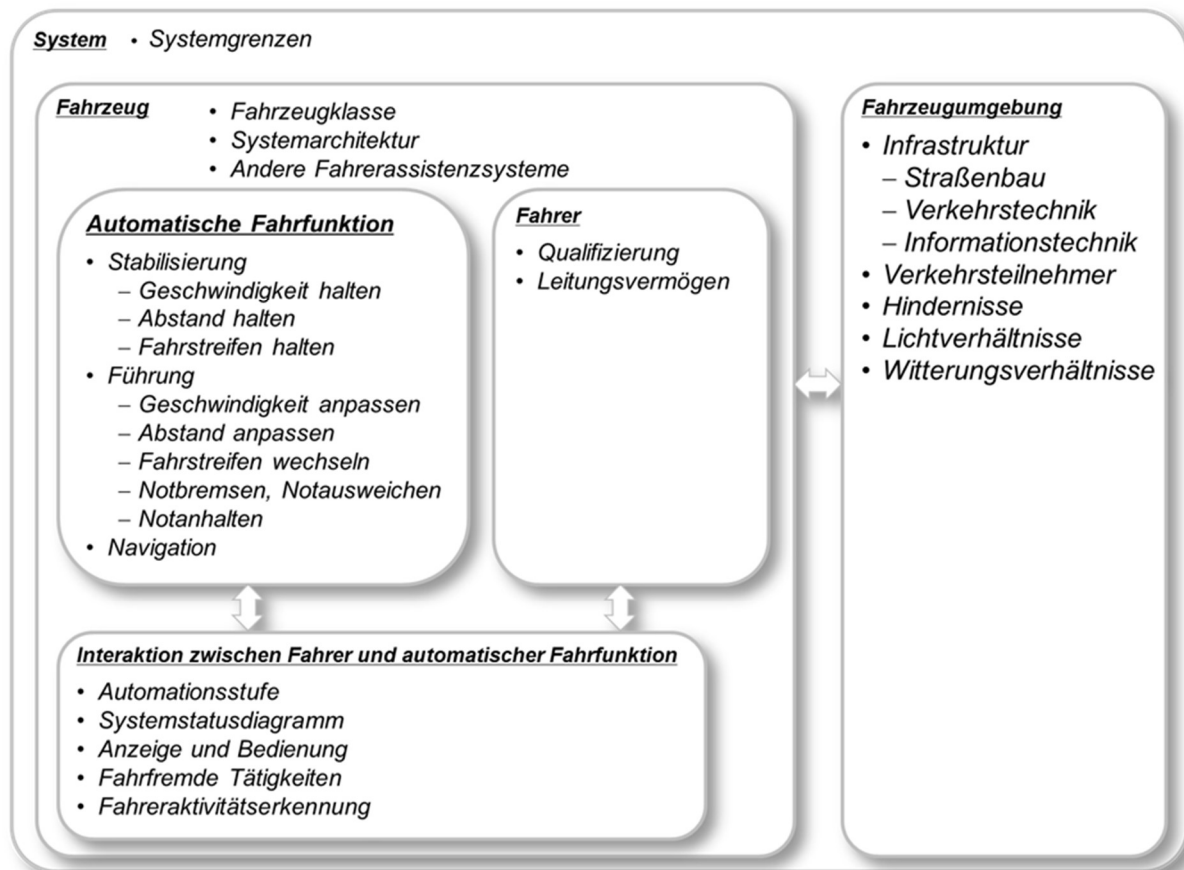 System • Systemgrenzen
Fahrzeug
• Fahrzeugklasse
• Systemarchitektur
• Andere Fahrerassistenzsysteme
Automatische Fahrfunktion
• Stabilisierung
– Geschwindigkeit halten
– Abstand halten
– Fahrstreifen halten
• Führung
– Geschwindigkeit anpassen
– Abstand anpassen
– Fahrstreifen wechseln
– Notbremsen, Notausweichen
– Notanhalten
• Navigation
Fahrer
• Qualifizierung
• Leitungsvermögen
Interaktion zwischen Fahrer und automatischer Fahrfunktion
• Automationsstufe
• Systemstatusdiagramm
• Anzeige und Bedienung
• Fahrfremde Tätigkeiten
• Fahreraktivitätserkennung
Fahrzeugumgebung
• Infrastruktur
– Straßenbau
– Verkehrstechnik
– Informationstechnik
• Verkehrsteilnehmer
• Hindernisse
• Lichtverhältnisse
• Witterungsverhältnisse